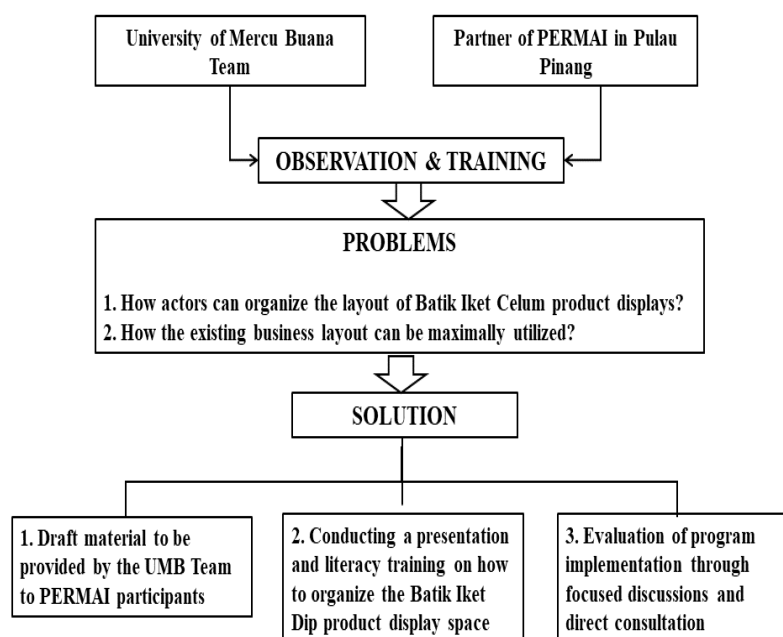 University of Mercu Buana
Team
Partner of PERMAI in Pulau
Pinang
OBSERVATION & TRAINING
PROBLEMS
1. How actors can organize the layout of Batik Iket Celum product displays?
2. How the existing business layout can be maximally utilized?
SOLUTION
1. Draft material to be
provided by the UMB Team
to PERMAI participants
2. Conducting a presentation
and literacy training on how
to organize the Batik Iket
Dip product display space
3. Evaluation of program
implementation through
focused discussions and
direct consultation